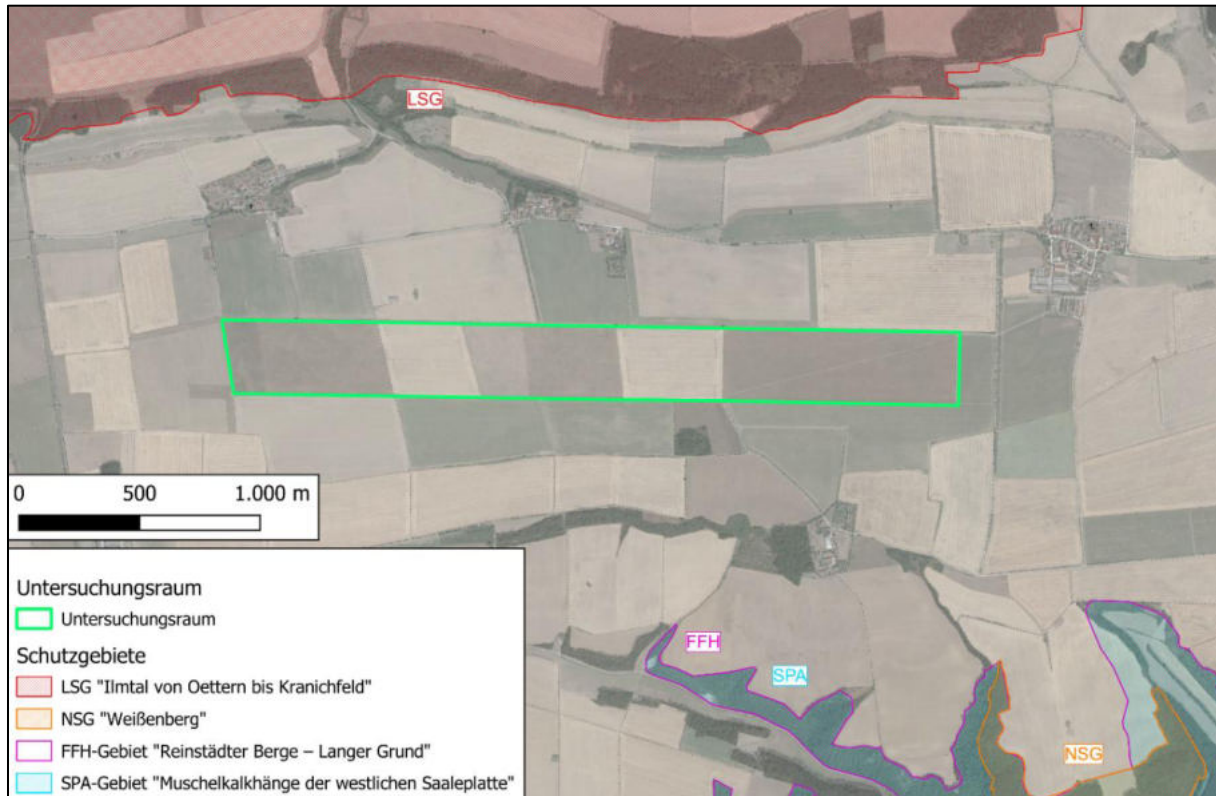 LSG
0 500 1.000 m
Untersuchungsraum
Untersuchungsraum
Schutzgebiete
LSG "Ilmtal von Oettern bis Kranichfeld"
NSG "Weißenberg"
FFH-Gebiet "Reinstädter Berge – Langer Grund"
SPA-Gebiet "Muschelkalkhänge der westlichen Saaleplatte"
FFH
SPA
NSG